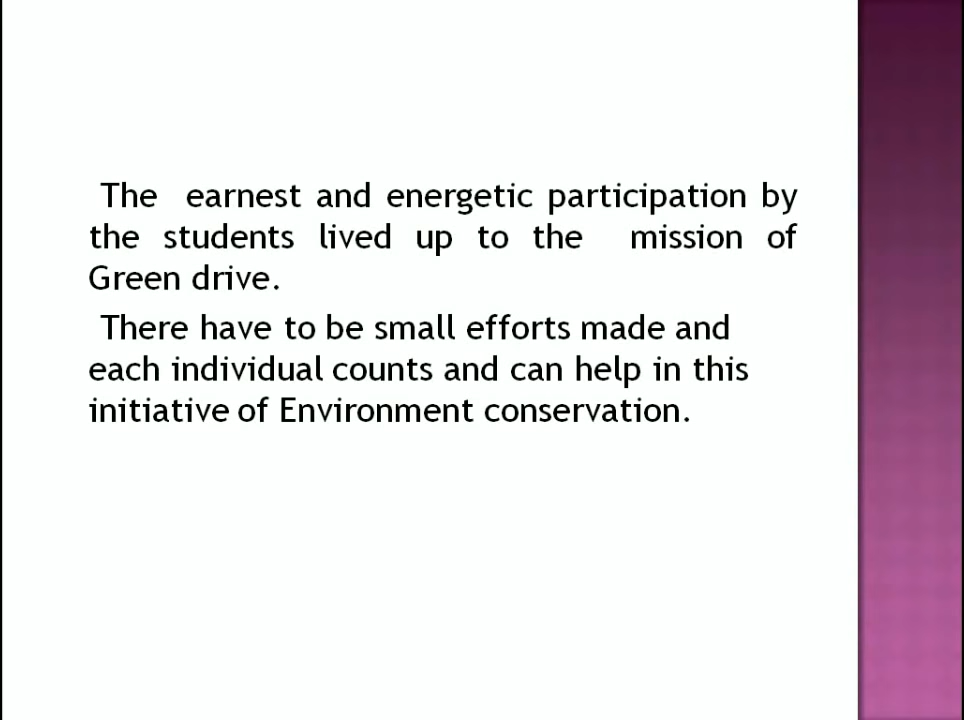 The earnest and energetic participation by
the students lived up to the mission of
Green drive.
There have to be small efforts made and
each individual counts and can help in this
initiative of Environment conservation.